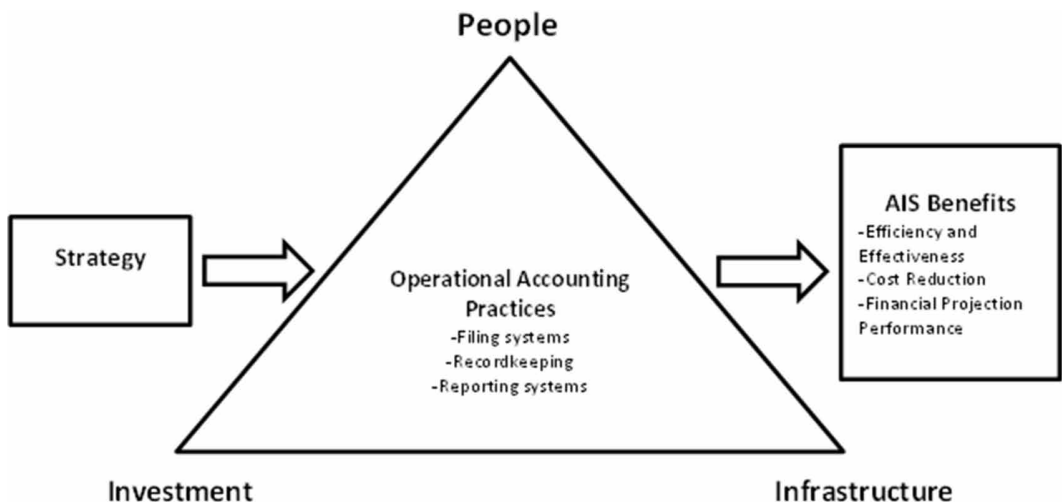 People
Strategy
Operational Accounting
Practices
-Filing systems
-Recordkeeping
-Reporting systems
AIS Benefits
-Efficiency and
Effectiveness
-Cost Reduction
-Financial Projection
Performance
Investment
Infrastructure